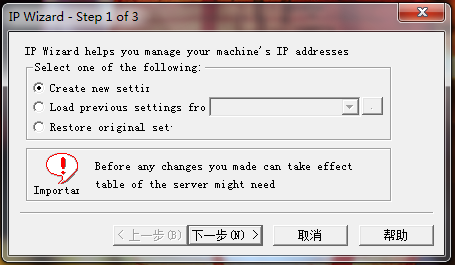 IP Wizard - Step 1 of 3
IP Wizard helps you manage your machine's IP addresses
Select one of the following:
Create new settin
Load previous settings fro
.
Restore original set
Before any changes you made can take effect
table of the server might need
Importan
< 上一步(B)
下一步(N) >
取消
帮助